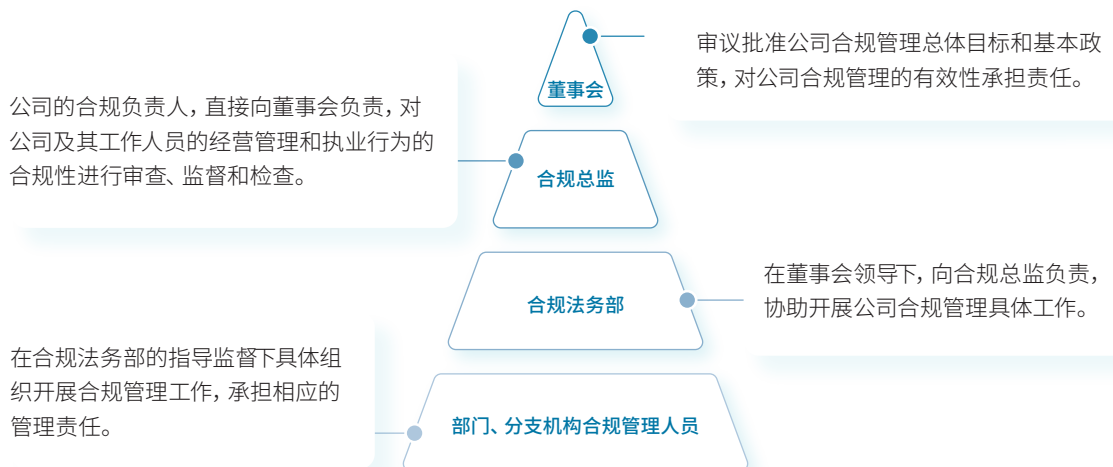 董事会
审议批准公司合规管理总体目标和基本政
策，对公司合规管理的有效性承担责任。
公司的合规负责人，直接向董事会负责，对
公司及其工作人员的经营管理和执业行为的
合规性进行审查、监督和检查。
合规总监
合规法务部
在董事会领导下，向合规总监负责，
协助开展公司合规管理具体工作。
在合规法务部的指导监督下具体组
织开展合规管理工作，承担相应的
管理责任。
部门、分支机构合规管理人员